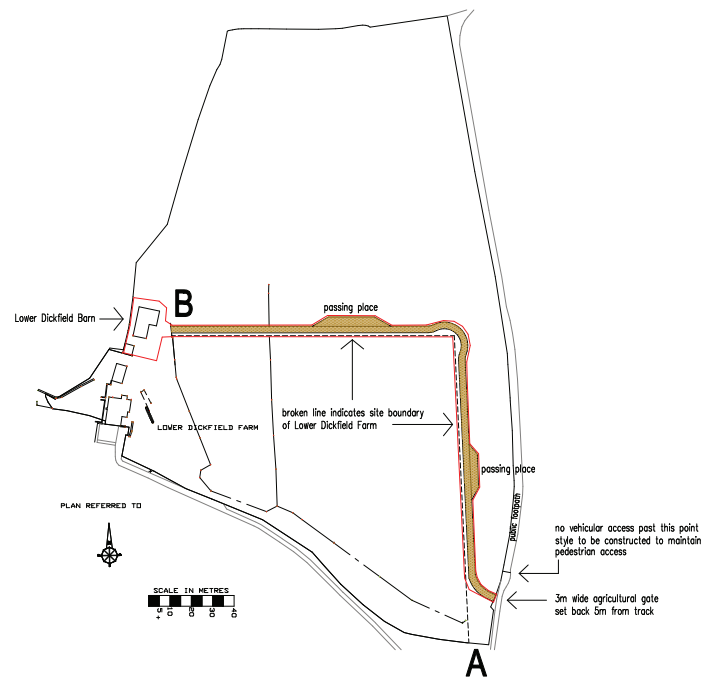 B
passing place
Lower Dickfield Barn
broken line indicates site boundary
of Lower Dickfield Farm
LOWER DICKFIELD FARM
passing place
PLAN REFERRED TO
public footpath
no vehicular access past this point
style to be constructed to maintain
pedestrian access
SCALE IN METRES
5 10 20 30 40
3m wide agricultural gate
set back 5m from track
A